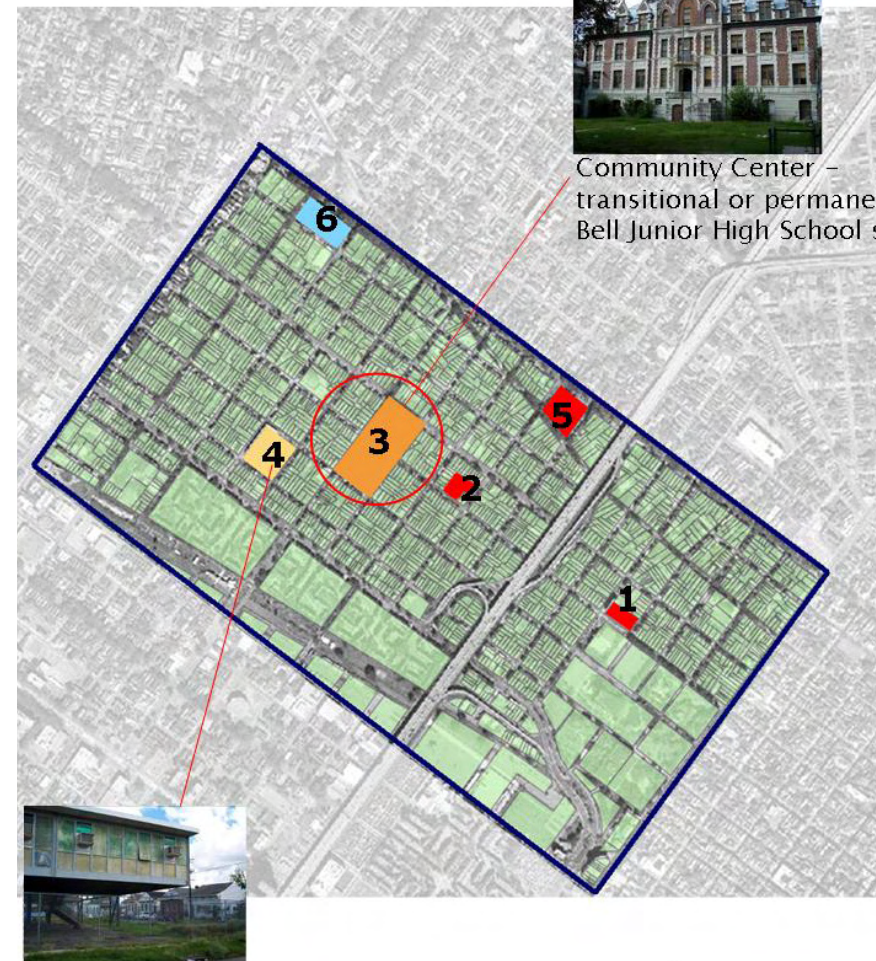 Community Center –
transitional or permane
Bell Junior High School s
6
5
3
4
2
1